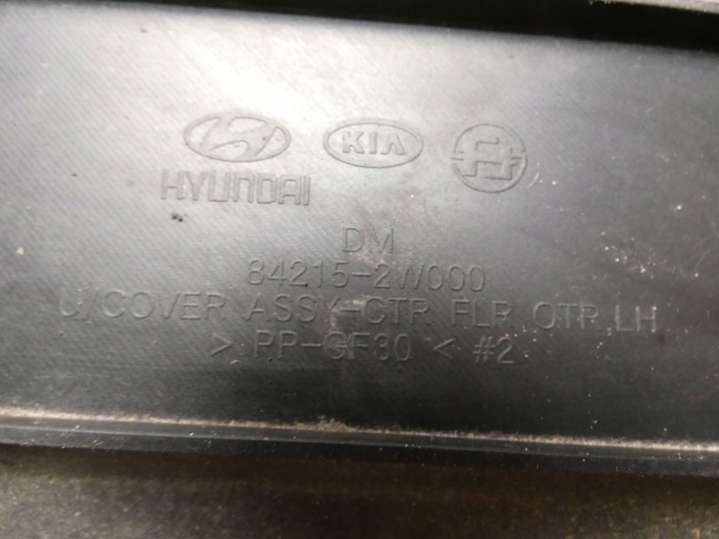 KIA
HYUNDAI
DM
84215-2W000
U/COVER ASSY-CTR FLR OTR,LH
> PP-GF30 < #2